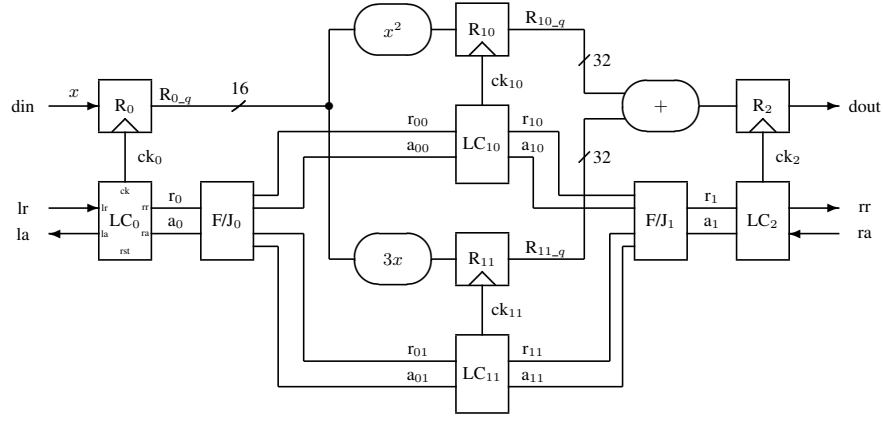 x²
R₁₀
R₁₀_q
32
ck₁₀
din
x
R₀
R₀_q
16
+
R₂
dout
r₀₀
a₀₀
LC₁₀
r₁₀
a₁₀
32
ck₀
ck₂
lr
la
ck
lr
rr
LC₀
la
ra
rst
r₀
a₀
F/J₀
F/J₁
r₁
a₁
LC₂
rr
ra
3x
R₁₁
R₁₁_q
ck₁₁
r₀₁
a₀₁
LC₁₁
r₁₁
a₁₁